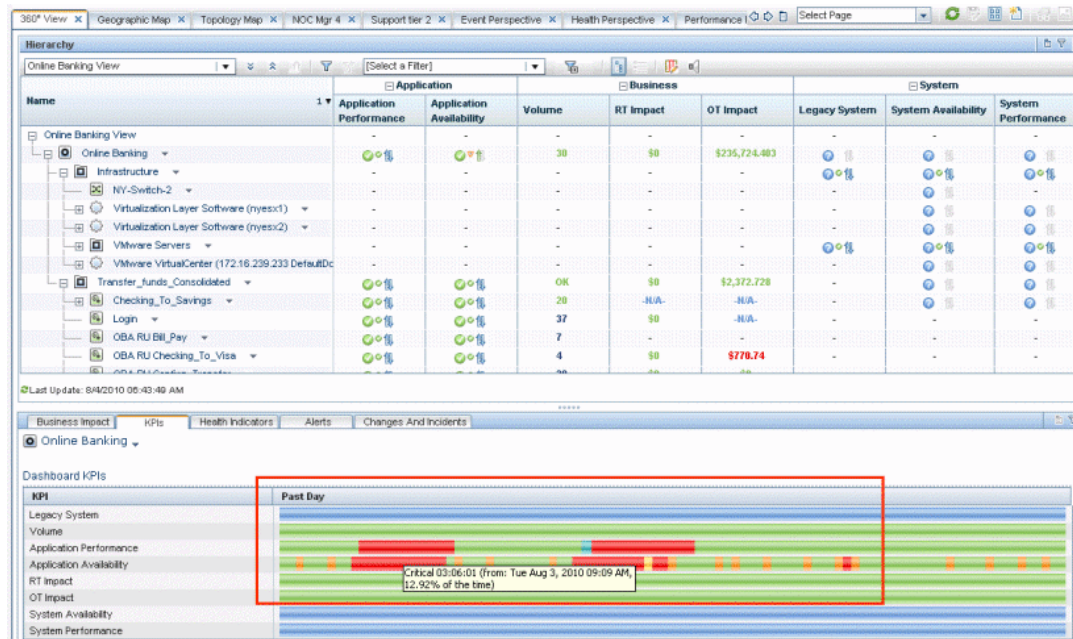 360° View X Geographic Map X Topology Map X NOC Mgr 4 X Support tier 2 X Event Perspective X Health Perspective X Performance Select Page
Hierarchy
Online Banking View [Select a Filter]
Application Business System
Name 1 Application Performance Application Availability Volume RT Impact OT Impact Legacy System System Availability System Performance
Online Banking View - - - - - - - -
Online Banking 30 $0 $236,724.403
Infrastructure - - - - -
NY-Switch-2 - - - - - - -
Virtualization Layer Software (nyesx1) - - - - - -
Virtualization Layer Software (nyesx2) - - - - - -
VMware Servers - - - - -
VMware VirtualCenter (172.16.239.233 DefaultDc - - - - - -
Transfer_funds_Consolidated OK $0 $2,372.728 -
Checking_To_Savings 20 -N/A- -N/A- -
Login 37 $0 -N/A- - - -
OBA RU Bill_Pay 7 - - - - -
OBA RU Checking_To_Visa 4 $0 $770.74 - - -
Last Update: 8/4/2010 06:43:49 AM
Business Impact KPIs Health Indicators Alerts Changes And Incidents
Online Banking
Dashboard KPIs
KPI Past Day
Legacy System
Volume
Application Performance
Application Availability
Critical 03:06:01 (from: Tue Aug 3, 2010 09:09 AM,
12.92% of the time)
RT Impact
OT Impact
System Availability
System Performance